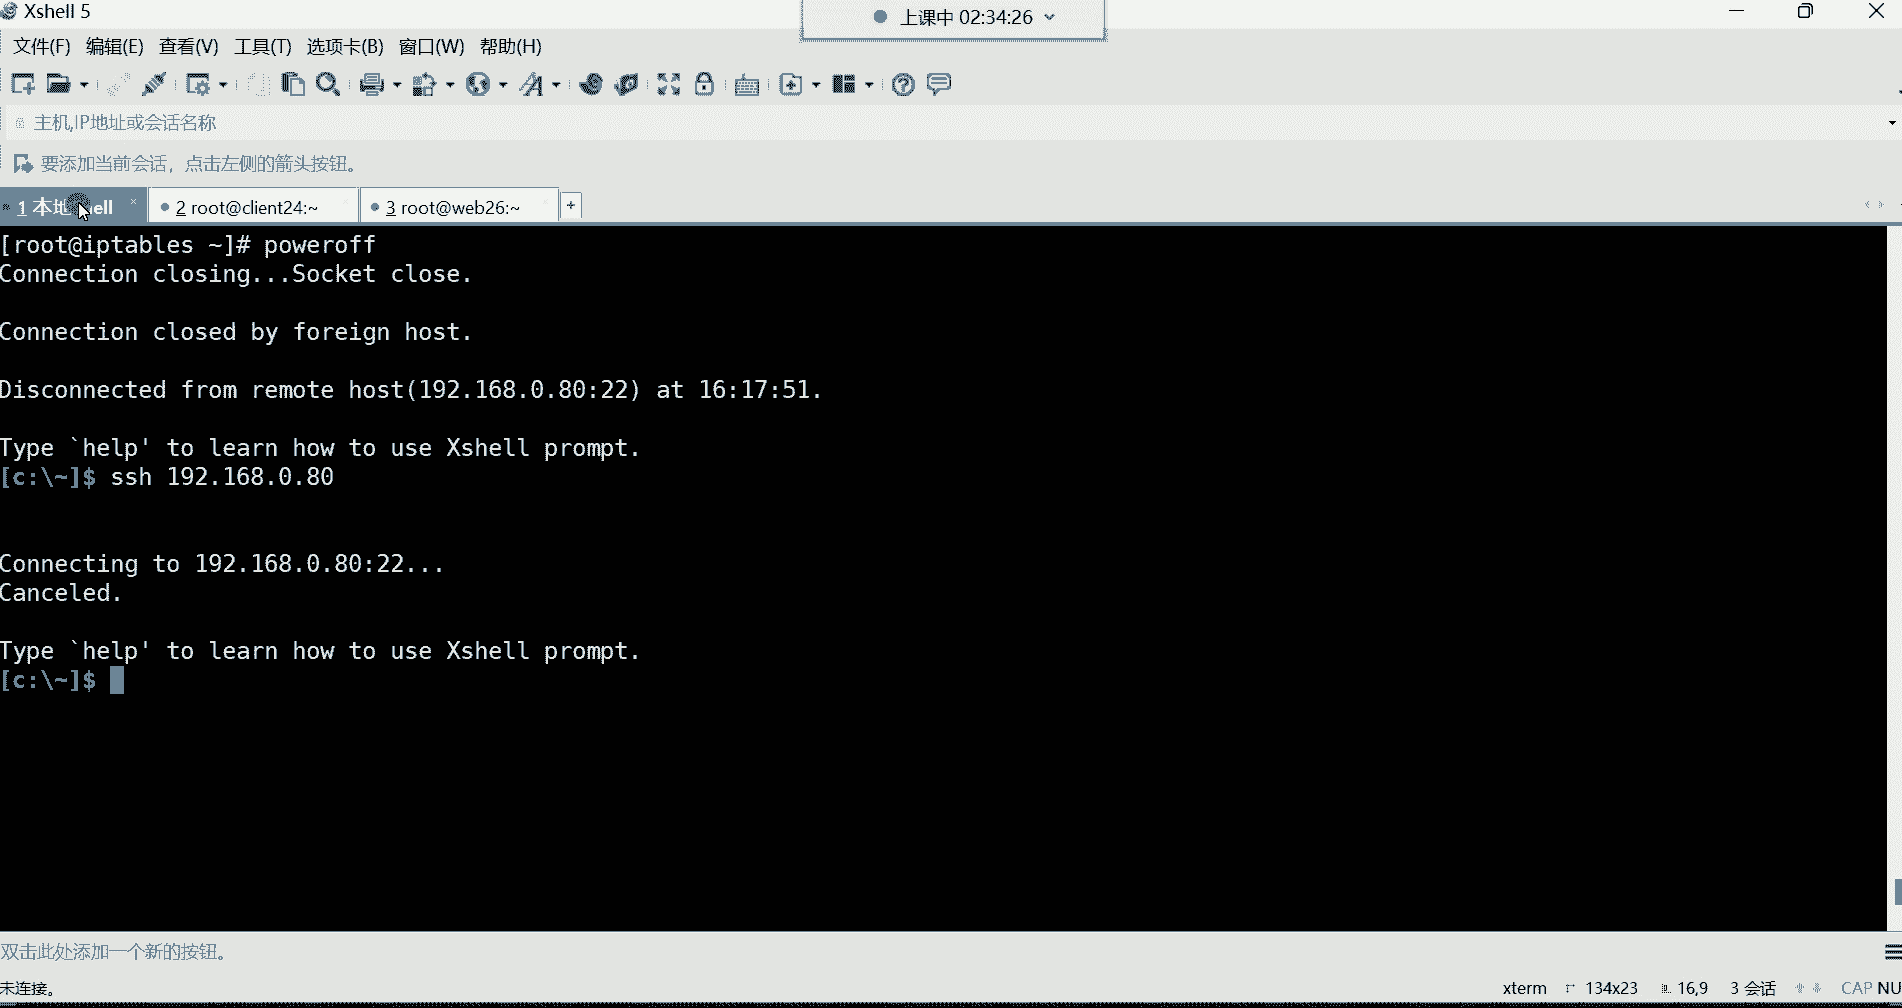 Xshell 5
上课中 02:34:26
文件(F) 编辑(E) 查看(V) 工具(T) 选项卡(B) 窗口(W) 帮助(H)
主机,IP地址或会话名称
要添加当前会话，点击左侧的箭头按钮。
1 本地 ell 2 root@client24:~ 3 root@web26:~ +
[root@iptables ~]# poweroff
Connection closing...Socket close.
Connection closed by foreign host.
Disconnected from remote host(192.168.0.80:22) at 16:17:51.
Type `help' to learn how to use Xshell prompt.
[c:\~]$ ssh 192.168.0.80
Connecting to 192.168.0.80:22...
Canceled.
Type `help' to learn how to use Xshell prompt.
[c:\~]$
双击此处添加一个新的按钮。
未连接。 xterm 134x23 16,9 3 会话 CAP NU